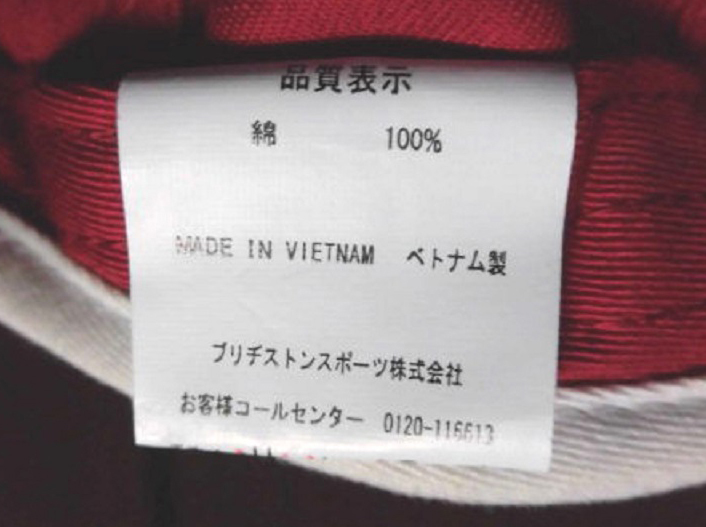 品質表示
綿 100%
MADE IN VIETNAM ベトナム製
ブリヂストンスポーツ株式会社
お客様コールセンター 0120-116613